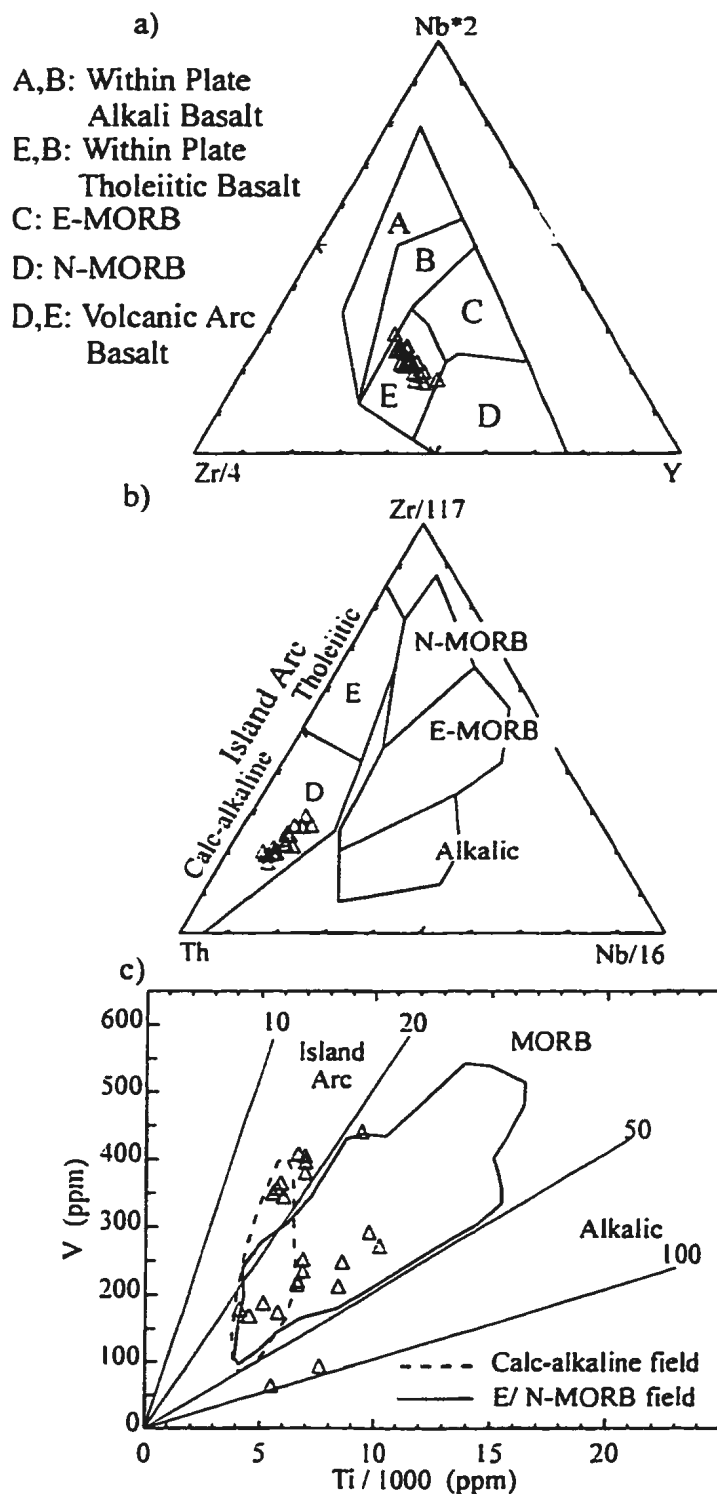 a)
Nb*2
A,B: Within Plate
Alkali Basalt
E,B: Within Plate
Tholeiitic Basalt
C: E-MORB
D: N-MORB
D,E: Volcanic Arc
Basalt
A
B
C
E
D
Zr/4
Y
b)
Zr/117
Island Arc
Tholeiitic
Calc-alkaline
N-MORB
E
E-MORB
D
Alkalic
Th
Nb/16
c)
600
500
400
300
200
100
0
V (ppm)
10
Island
Arc
20
MORB
50
Alkalic
100
Calc-alkaline field
E/ N-MORB field
0
5
10
15
20
Ti / 1000 (ppm)